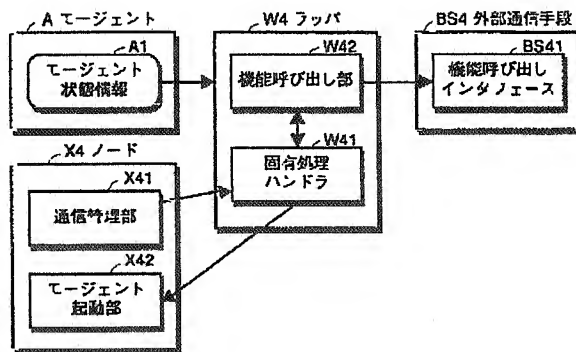 A エージェント
A1
エージェント
状態情報
W4 ラッパ
W42
機能呼び出し部
W41
固有処理
ハンドラ
BS4 外部通信手段
BS41
機能呼び出し
インタフェース
X4 ノード
X41
通信管理部
X42
エージェント
起動部